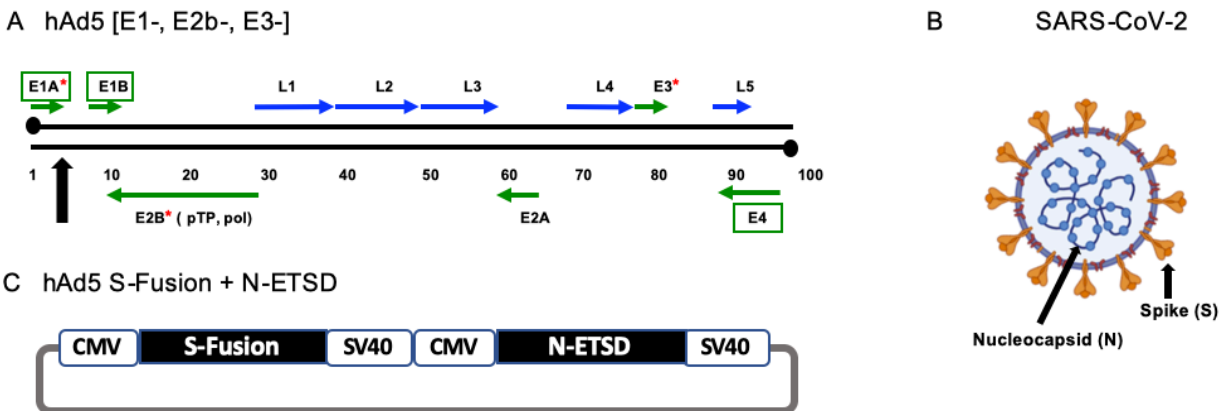 A hAd5 [E1-, E2b-, E3-]
E1A* E1B L1 L2 L3 L4 E3* L5
1 10 20 30 40 50 60 70 80 90 100
E2B* ( pTP, pol) E2A E4
B SARS-CoV-2
Spike (S)
Nucleocapsid (N)
C hAd5 S-Fusion + N-ETSD
CMV S-Fusion SV40 CMV N-ETSD SV40